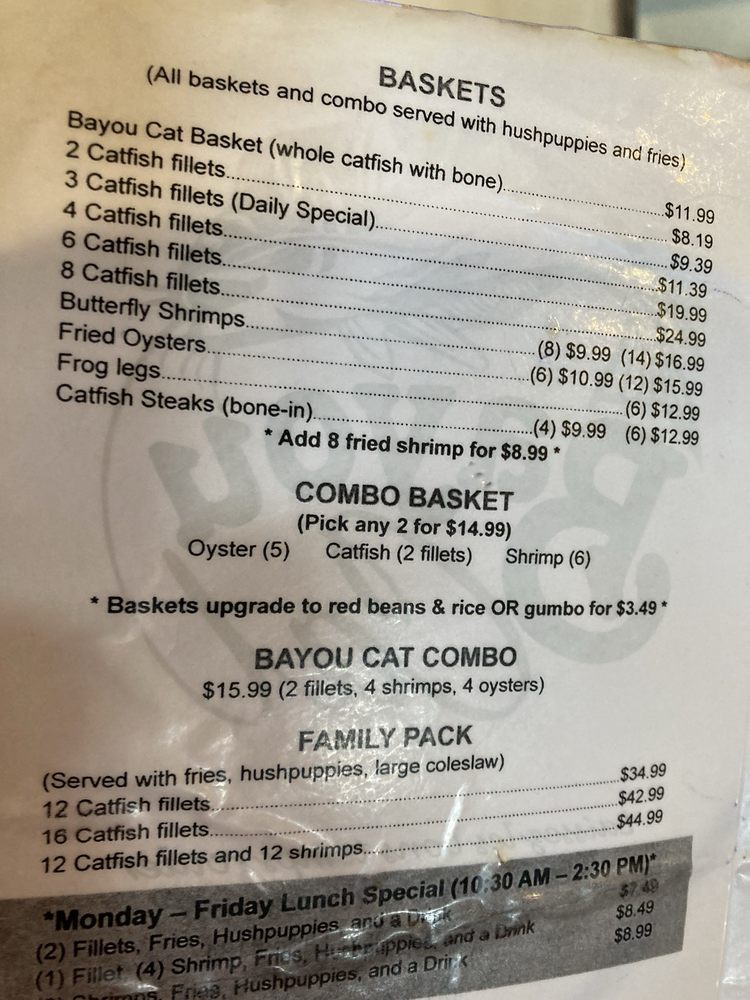 BASKETS
(All baskets and combo served with hushpuppies and fries)
Bayou Cat Basket (whole catfish with bone)..........$11.99
2 Catfish fillets..........$8.19
3 Catfish fillets (Daily Special)..........$9.39
4 Catfish fillets..........$11.39
6 Catfish fillets..........$19.99
8 Catfish fillets..........$24.99
Butterfly Shrimps..........(8) $9.99 (14) $16.99
Fried Oysters..........(6) $10.99 (12) $15.99
Frog legs..........(6) $12.99
Catfish Steaks (bone-in)..........(4) $9.99 (6) $12.99
* Add 8 fried shrimp for $8.99 *
COMBO BASKET
(Pick any 2 for $14.99)
Oyster (5) Catfish (2 fillets) Shrimp (6)
* Baskets upgrade to red beans & rice OR gumbo for $3.49 *
BAYOU CAT COMBO
$15.99 (2 fillets, 4 shrimps, 4 oysters)
FAMILY PACK
(Served with fries, hushpuppies, large coleslaw)
12 Catfish fillets..........$34.99
16 Catfish fillets..........$42.99
12 Catfish fillets and 12 shrimps..........$44.99
*Monday – Friday Lunch Special (10:30 AM – 2:30 PM)*
(2) Fillets, Fries, Hushpuppies, and a Drink $7.49
(1) Fillet (4) Shrimp, Fries, Hushpuppies, and a Drink $8.49
Shrimps, Fries, Hushpuppies, and a Drink $8.99